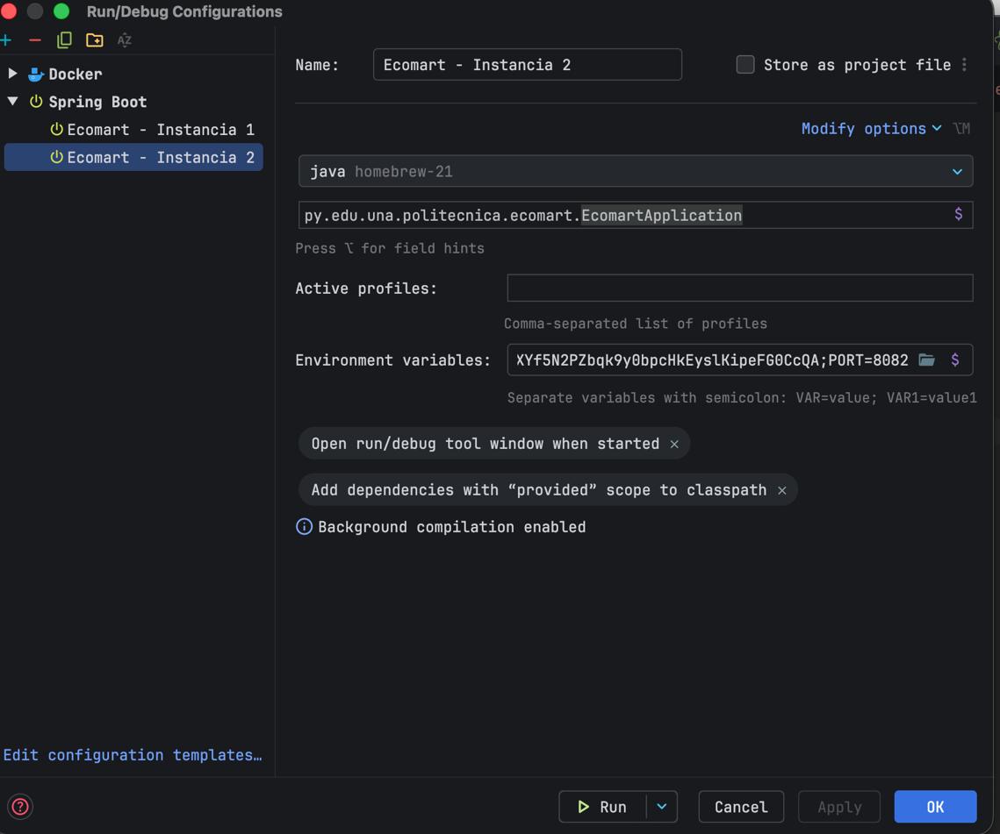 Run/Debug Configurations
AZ
Docker
Spring Boot
Ecomart - Instancia 1
Ecomart - Instancia 2
Edit configuration templates…
Name: Ecomart - Instancia 2 Store as project file
Modify options ⌥M
java homebrew-21
py.edu.una.politecnica.ecomart.EcomartApplication $
Press ⌥ for field hints
Active profiles:
Comma-separated list of profiles
Environment variables: XYf5N2PZbqk9y0bpcHkEyslKipeFG0CcQA;PORT=8082 $
Separate variables with semicolon: VAR=value; VAR1=value1
Open run/debug tool window when started ×
Add dependencies with “provided” scope to classpath ×
Background compilation enabled
? Run Cancel Apply OK